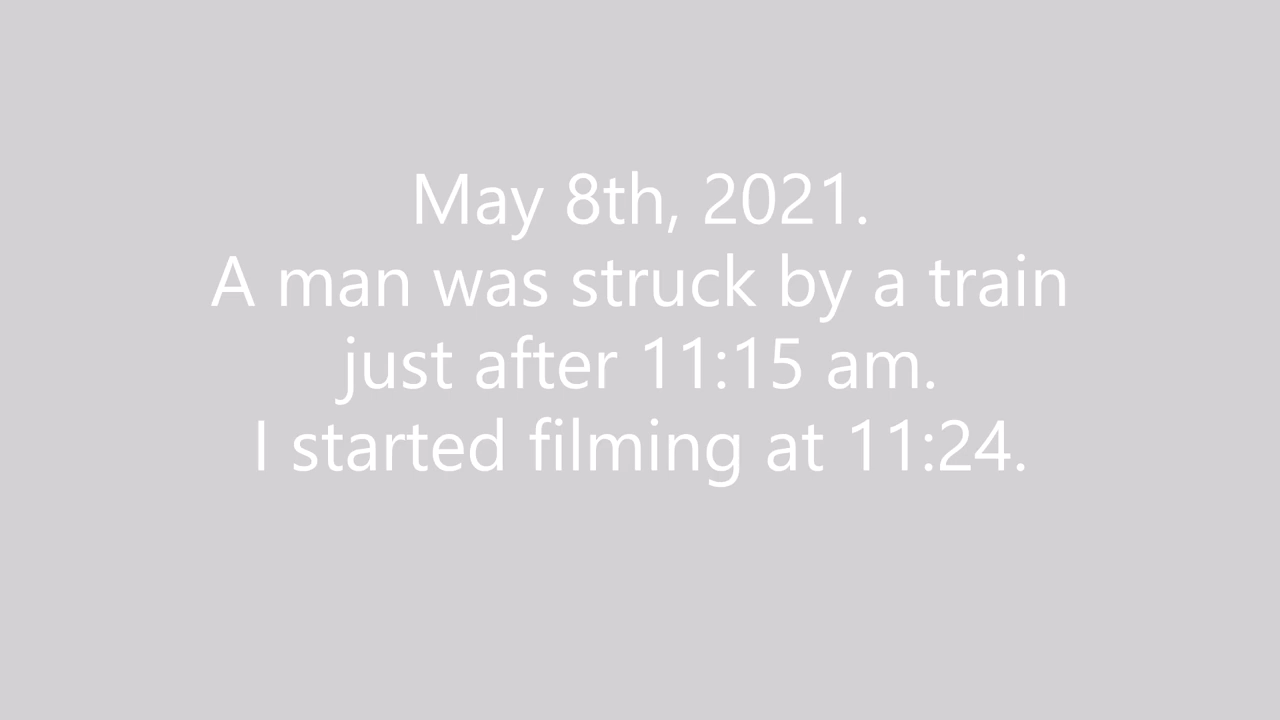 May 8th, 2021.
A man was struck by a train
just after 11:15 am.
I started filming at 11:24.